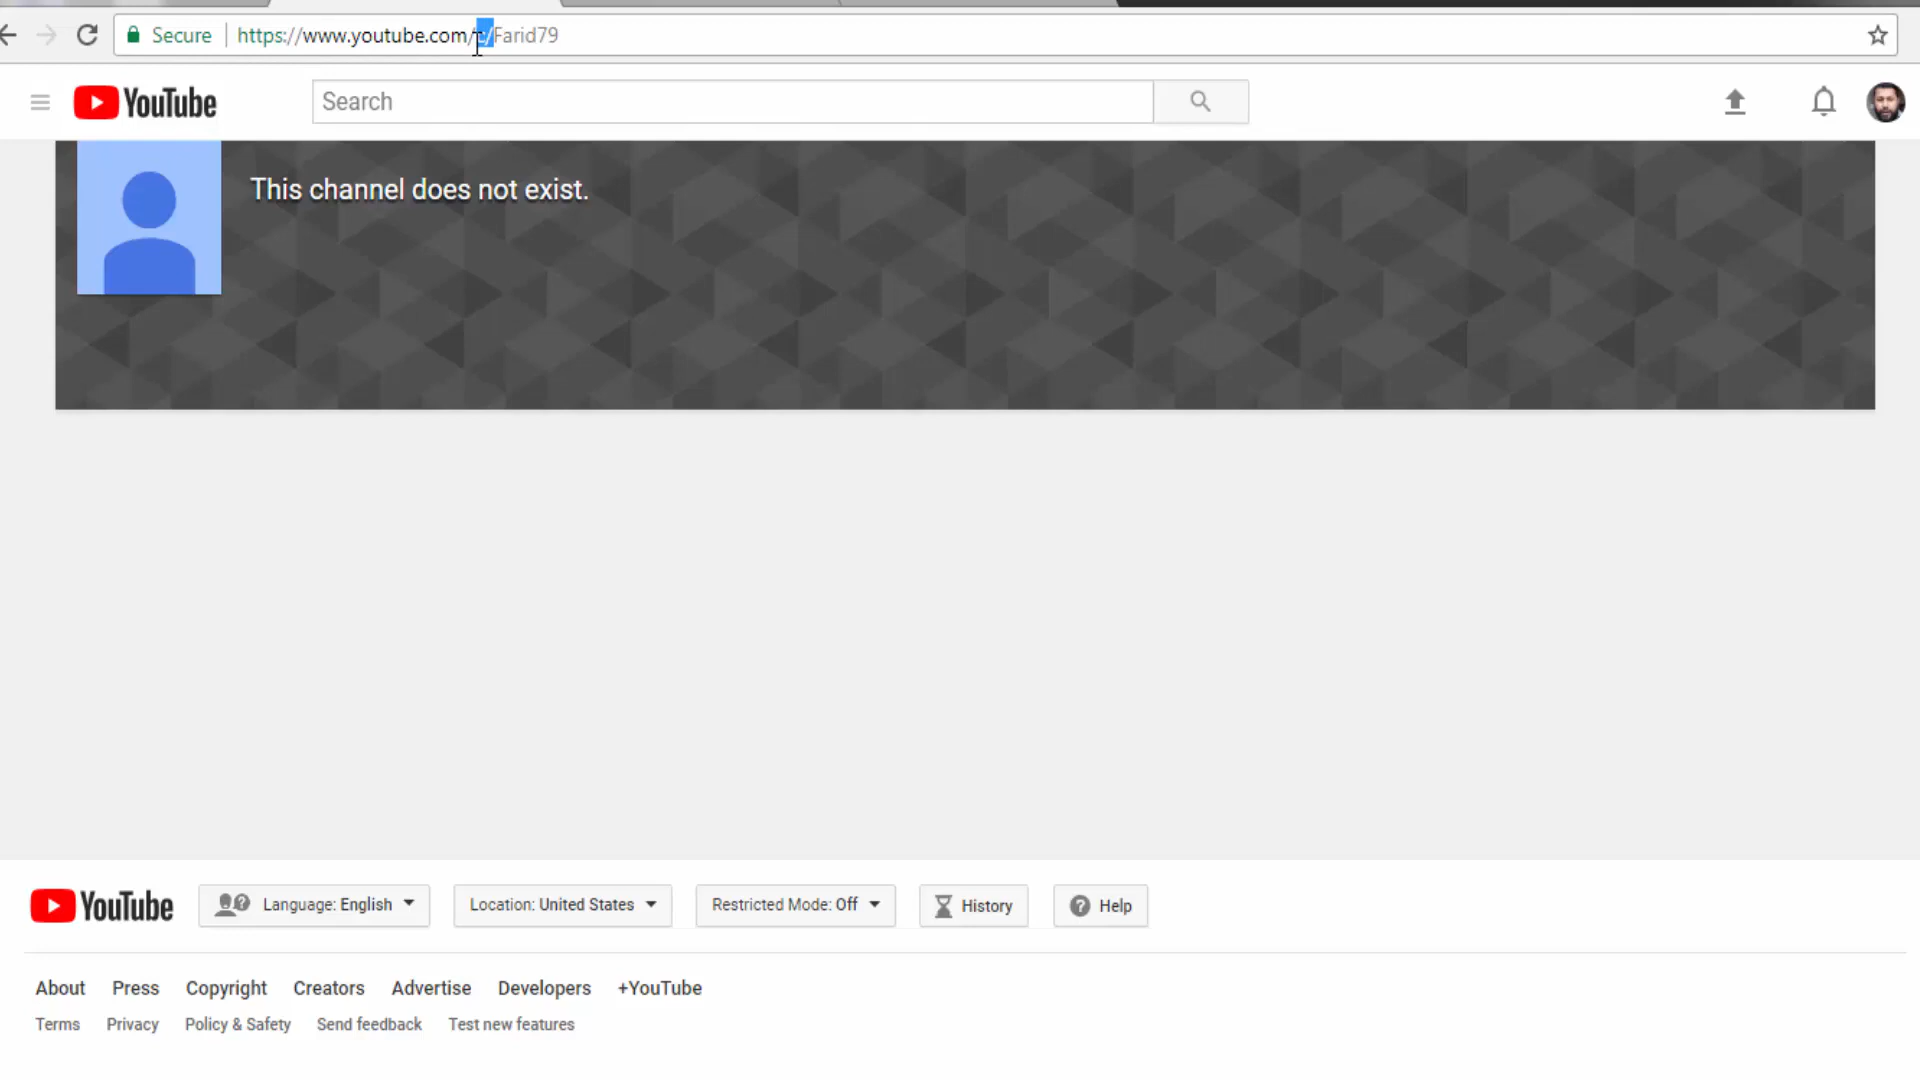 Secure https://www.youtube.com/c/Farid79
YouTube Search
This channel does not exist.
YouTube Language: English Location: United States Restricted Mode: Off History Help
About Press Copyright Creators Advertise Developers +YouTube
Terms Privacy Policy & Safety Send feedback Test new features